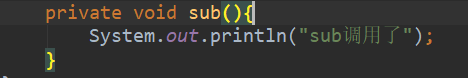 private void sub(){
System.out.println("sub调用了");
}